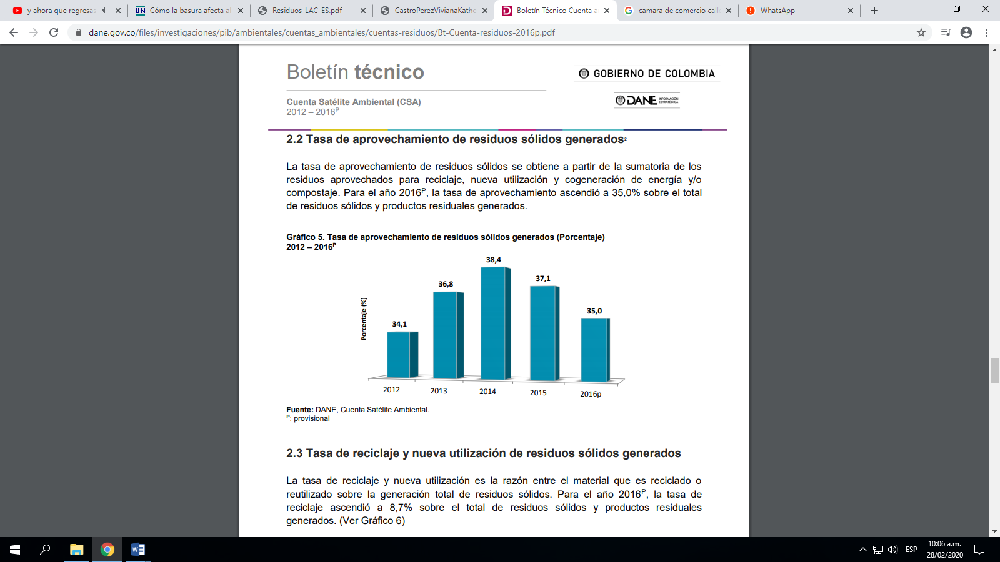 y ahora que regresas
Cómo la basura afecta al
Residuos_LAC_ES.pdf
CastroPerezVivianaKathe
Boletín Técnico Cuenta a
camara de comercio call
WhatsApp
dane.gov.co/files/investigaciones/pib/ambientales/cuentas_ambientales/cuentas-residuos/Bt-Cuenta-residuos-2016p.pdf
Boletín técnico
GOBIERNO DE COLOMBIA
DANE INFORMACIÓN ESTRATÉGICA
Cuenta Satélite Ambiental (CSA)
2012 – 2016P
2.2 Tasa de aprovechamiento de residuos sólidos generados2
La tasa de aprovechamiento de residuos sólidos se obtiene a partir de la sumatoria de los
residuos aprovechados para reciclaje, nueva utilización y cogeneración de energía y/o
compostaje. Para el año 2016P, la tasa de aprovechamiento ascendió a 35,0% sobre el total
de residuos sólidos y productos residuales generados.
Gráfico 5. Tasa de aprovechamiento de residuos sólidos generados (Porcentaje)
2012 – 2016P
Porcentaje (%)
34,1
36,8
38,4
37,1
35,0
2012
2013
2014
2015
2016p
Fuente: DANE, Cuenta Satélite Ambiental.
P: provisional
2.3 Tasa de reciclaje y nueva utilización de residuos sólidos generados
La tasa de reciclaje y nueva utilización es la razón entre el material que es reciclado o
reutilizado sobre la generación total de residuos sólidos. Para el año 2016P, la tasa de
reciclaje ascendió a 8,7% sobre el total de residuos sólidos y productos residuales
generados. (Ver Gráfico 6)
ESP
10:06 a.m.
28/02/2020